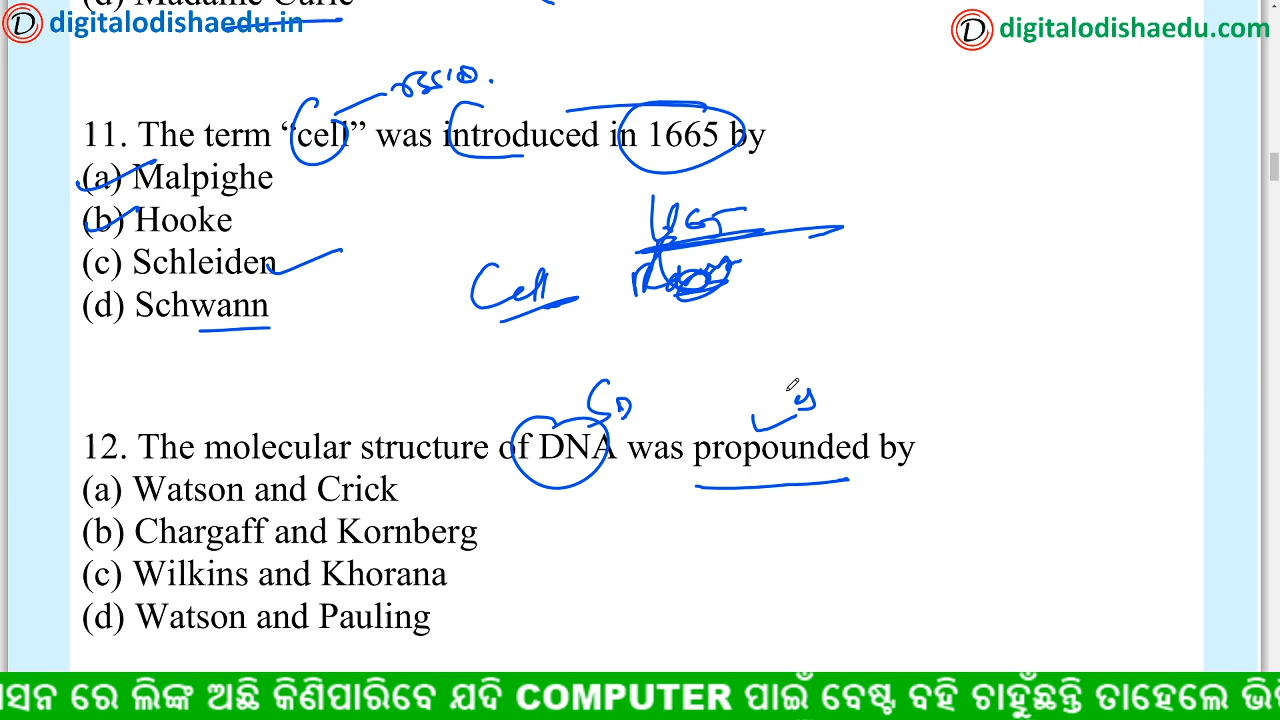 (d) Madame Curie
D digitalodishaedu.in
D digitalodishaedu.com
11. The term “cell” was introduced in 1665 by
(a) Malpighe
(b) Hooke
(c) Schleiden
(d) Schwann
Cell
12. The molecular structure of DNA was propounded by
(a) Watson and Crick
(b) Chargaff and Kornberg
(c) Wilkins and Khorana
(d) Watson and Pauling
ସନ ରେ ଲିଙ୍କ ଅଛି କିଣିପାରିବେ ଯଦି COMPUTER ପାଇଁ ବେଷ୍ଟ ବହି ଚାହୁଁଛନ୍ତି ତାହେଲେ